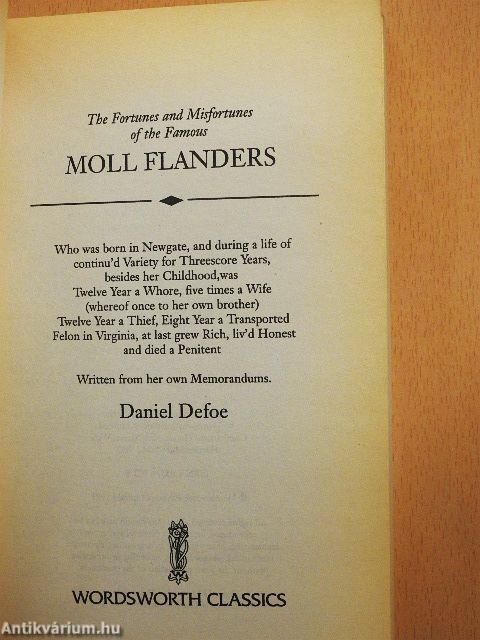 The Fortunes and Misfortunes
of the Famous
MOLL FLANDERS
Who was born in Newgate, and during a life of
continu'd Variety for Threescore Years,
besides her Childhood,was
Twelve Year a Whore, five times a Wife
(whereof once to her own brother)
Twelve Year a Thief, Eight Year a Transported
Felon in Virginia, at last grew Rich, liv'd Honest
and died a Penitent
Written from her own Memorandums.
Daniel Defoe
WORDSWORTH CLASSICS
Antikvárium.hu